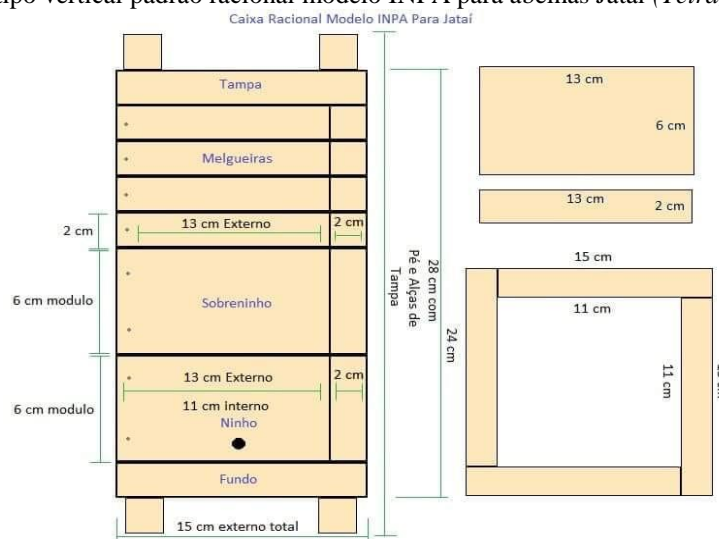 tipo vertical padrão racional modelo INPA para abelhas Jataí (Tetra
Caixa Racional Modelo INPA Para Jataí
Tampa
Melgueiras
2 cm
13 cm Externo
2 cm
6 cm modulo
Sobreninho
6 cm modulo
13 cm Externo
2 cm
11 cm interno
Ninho
Fundo
15 cm externo total
28 cm com
Pé e Alças de
Tampa
24 cm
13 cm
6 cm
13 cm
2 cm
15 cm
11 cm
11 cm